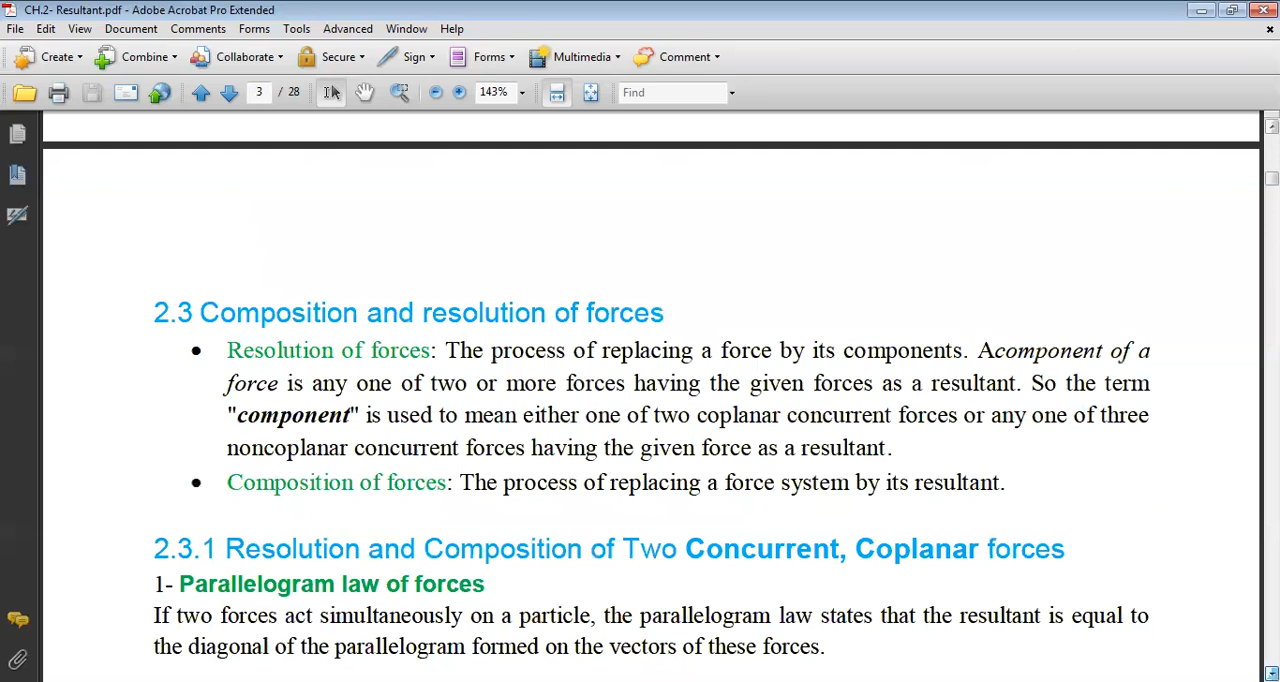 CH.2- Resultant.pdf - Adobe Acrobat Pro Extended
File Edit View Document Comments Forms Tools Advanced Window Help
Create Combine Collaborate Secure Sign Forms Multimedia Comment
3 / 28 143% Find
2.3 Composition and resolution of forces
• Resolution of forces: The process of replacing a force by its components. Acomponent of a
force is any one of two or more forces having the given forces as a resultant. So the term
"component" is used to mean either one of two coplanar concurrent forces or any one of three
noncoplanar concurrent forces having the given force as a resultant.
• Composition of forces: The process of replacing a force system by its resultant.
2.3.1 Resolution and Composition of Two Concurrent, Coplanar forces
1- Parallelogram law of forces
If two forces act simultaneously on a particle, the parallelogram law states that the resultant is equal to
the diagonal of the parallelogram formed on the vectors of these forces.